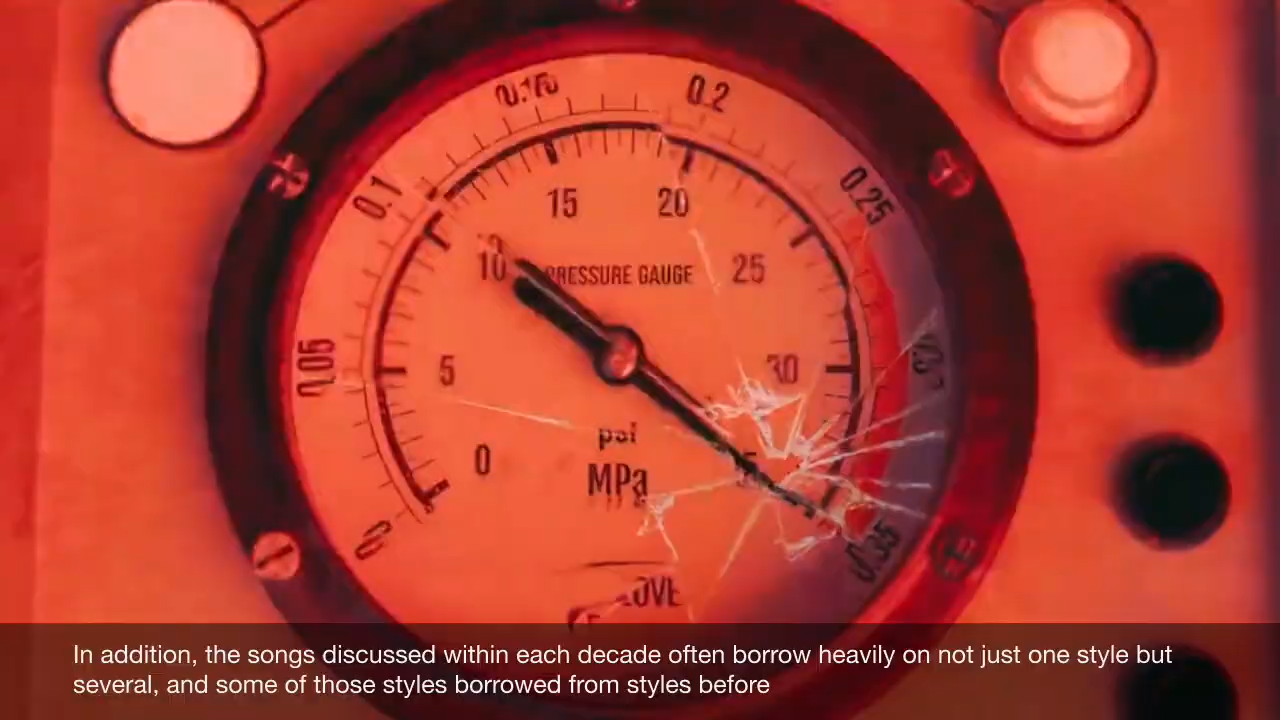 0.15
0.2
0.1
0.25
15
20
10
PRESSURE GAUGE
25
0.05
5
30
psi
0
MPa
0
0.35
In addition, the songs discussed within each decade often borrow heavily on not just one style but
several, and some of those styles borrowed from styles before